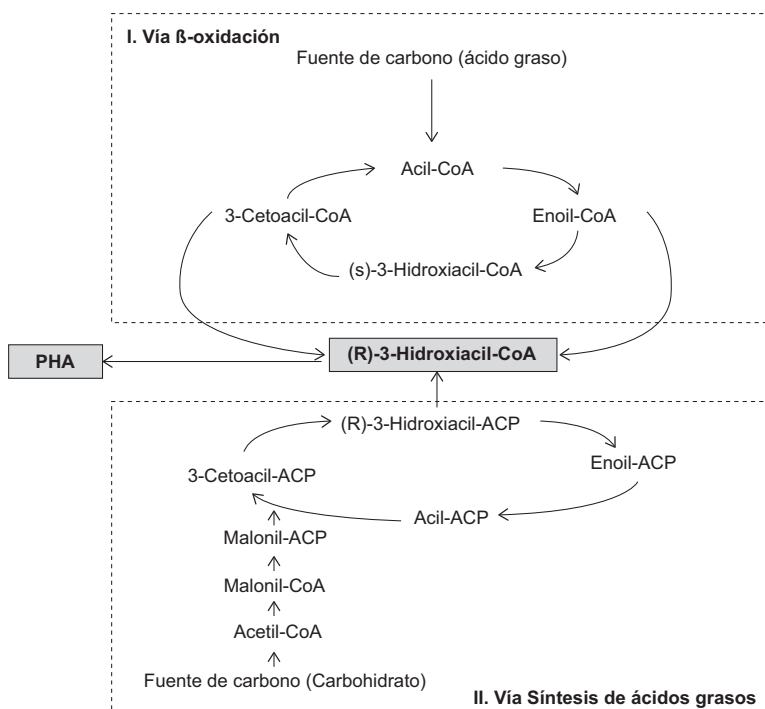 I. Vía ß-oxidación
Fuente de carbono (ácido graso)
Acil-CoA
3-Cetoacil-CoA
Enoil-CoA
(s)-3-Hidroxiacil-CoA
PHA
(R)-3-Hidroxiacil-CoA
(R)-3-Hidroxiacil-ACP
Enoil-ACP
3-Cetoacil-ACP
Acil-ACP
Malonil-ACP
Malonil-CoA
Acetil-CoA
Fuente de carbono (Carbohidrato)
II. Vía Síntesis de ácidos grasos